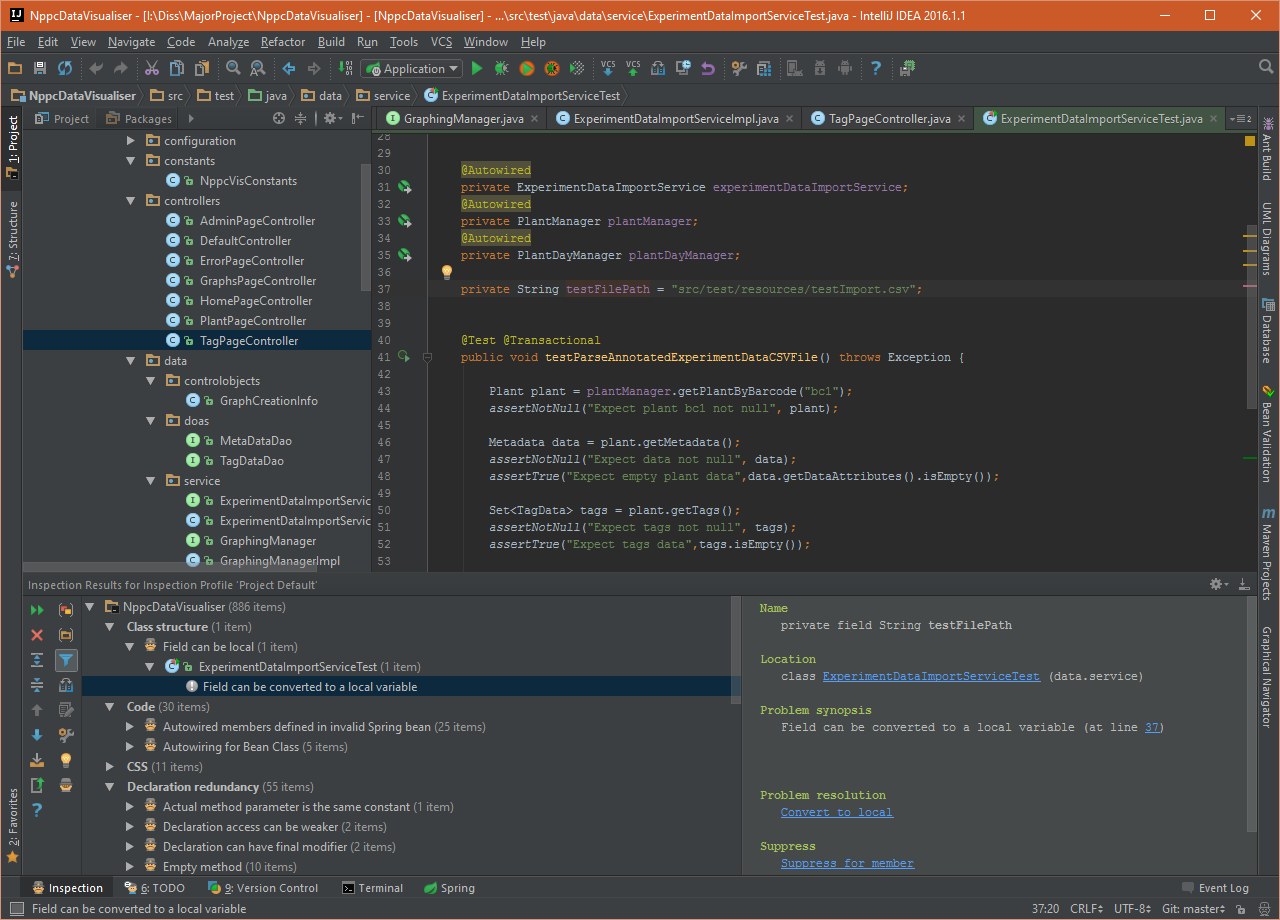 NppcDataVisualiser - [I:\Diss\MajorProject\NppcDataVisualiser] - [NppcDataVisualiser] - ...\src\test\java\data\service\ExperimentDataImportServiceTest.java - IntelliJ IDEA 2016.1.1
File Edit View Navigate Code Analyze Refactor Build Run Tools VCS Window Help
Application VCS VCS
NppcDataVisualiser src test java data service ExperimentDataImportServiceTest
Project Packages
GraphingManager.java ExperimentDataImportServiceImpl.java TagPageController.java ExperimentDataImportServiceTest.java
1: Project
7: Structure
2: Favorites
configuration
constants
NppcVisConstants
controllers
AdminPageController
DefaultController
ErrorPageController
GraphsPageController
HomePageController
PlantPageController
TagPageController
data
controlobjects
GraphCreationInfo
doas
MetaDataDao
TagDataDao
service
ExperimentDataImportServic
ExperimentDataImportServic
GraphingManager
GraphingManagerImpl
28
29
30 @Autowired
31 private ExperimentDataImportService experimentDataImportService;
32 @Autowired
33 private PlantManager plantManager;
34 @Autowired
35 private PlantDayManager plantDayManager;
36
37 private String testFilePath = "src/test/resources/testImport.csv";
38
39
40 @Test @Transactional
41 public void testParseAnnotatedExperimentDataCSVFile() throws Exception {
42
43 Plant plant = plantManager.getPlantByBarcode("bc1");
44 assertNotNull("Expect plant bc1 not null", plant);
45
46 Metadata data = plant.getMetadata();
47 assertNotNull("Expect data not null", data);
48 assertTrue("Expect empty plant data",data.getDataAttributes().isEmpty());
49
50 Set<TagData> tags = plant.getTags();
51 assertNotNull("Expect tags not null", tags);
52 assertTrue("Expect tags data",tags.isEmpty());
53
Ant Build
UML Diagrams
Database
Bean Validation
Maven Projects
Graphical Navigator
Inspection Results for Inspection Profile 'Project Default'
NppcDataVisualiser (886 items)
Class structure (1 item)
Field can be local (1 item)
ExperimentDataImportServiceTest (1 item)
Field can be converted to a local variable
Code (30 items)
Autowired members defined in invalid Spring bean (25 items)
Autowiring for Bean Class (5 items)
CSS (11 items)
Declaration redundancy (55 items)
Actual method parameter is the same constant (1 item)
Declaration access can be weaker (2 items)
Declaration can have final modifier (2 items)
Empty method (10 items)
Name
private field String testFilePath
Location
class ExperimentDataImportServiceTest (data.service)
Problem synopsis
Field can be converted to a local variable (at line 37)
Problem resolution
Convert to local
Suppress
Suppress for member
Inspection 6: TODO 9: Version Control Terminal Spring Event Log
Field can be converted to a local variable 37:20 CRLF UTF-8 Git: master